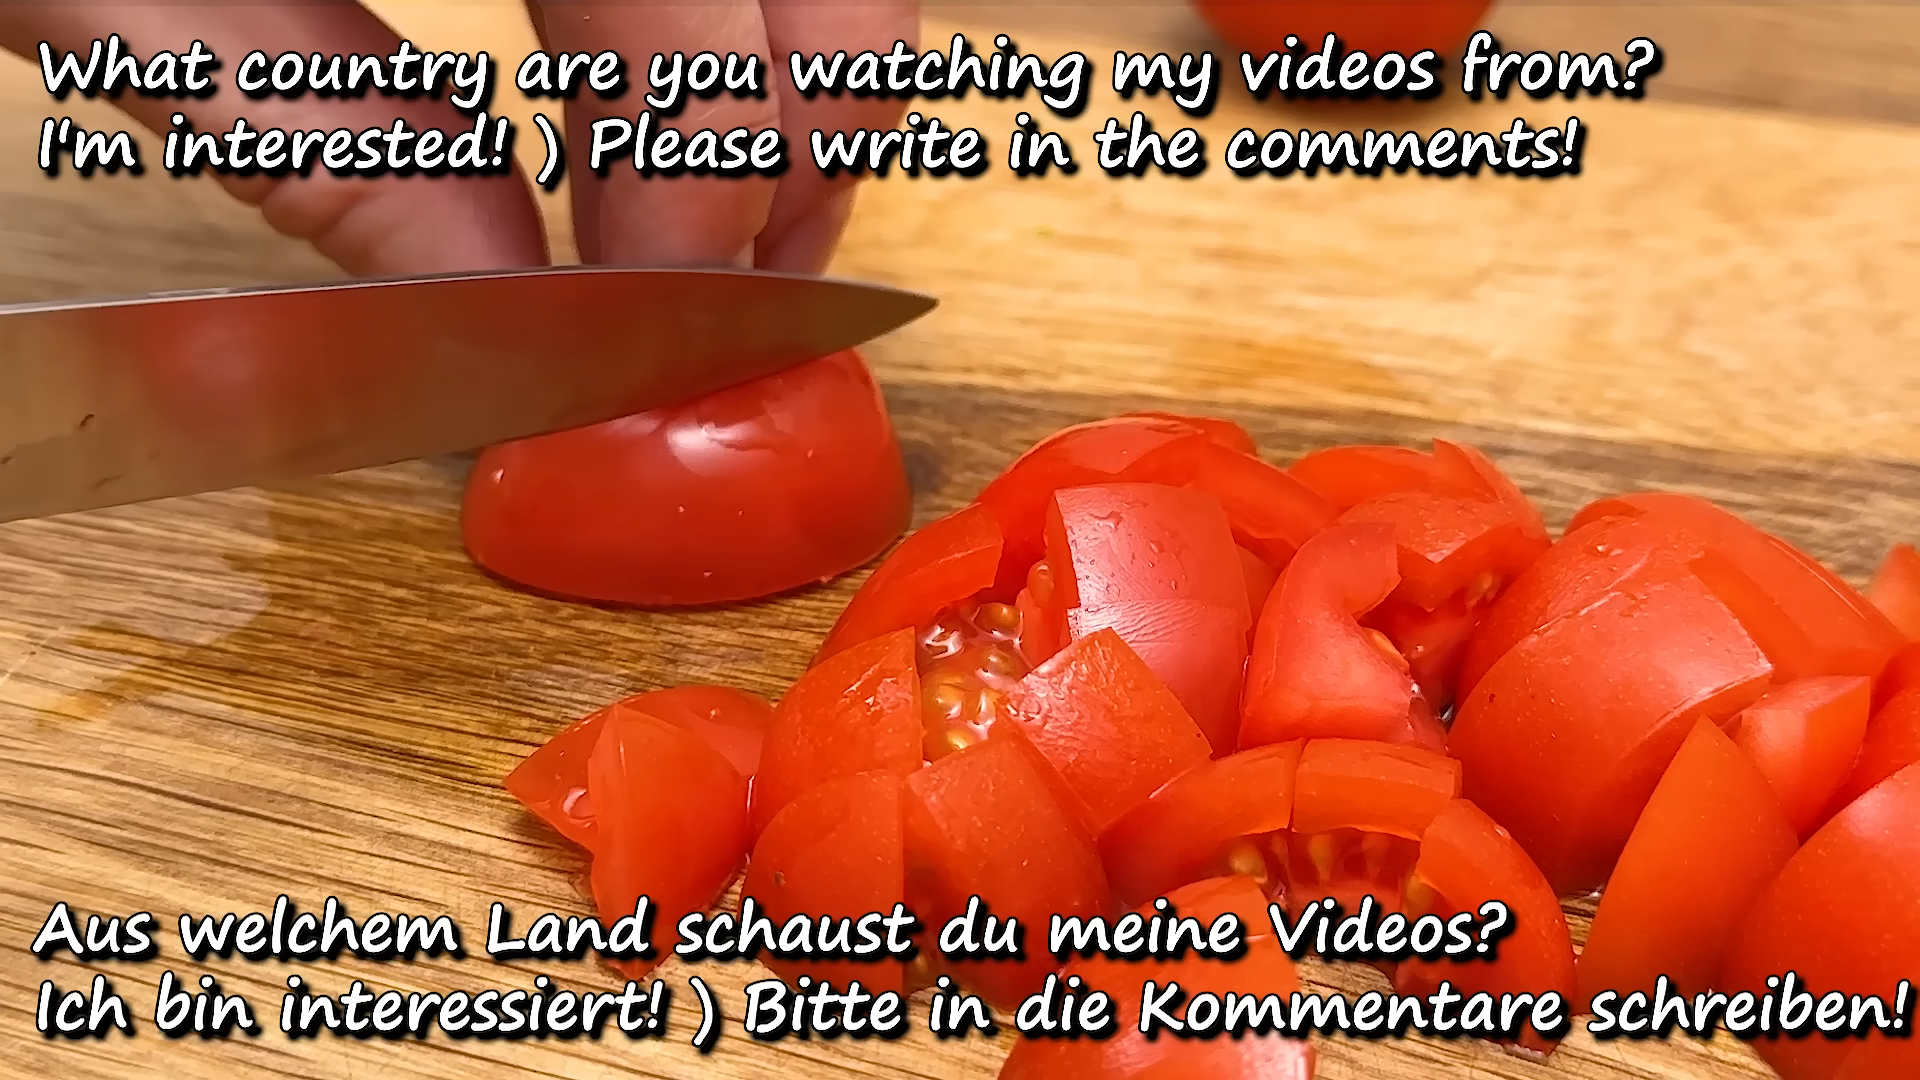 What country are you watching my videos from?
I'm interested! ) Please write in the comments!
Aus welchem Land schaust du meine Videos?
Ich bin interessiert! ) Bitte in die Kommentare schreiben!